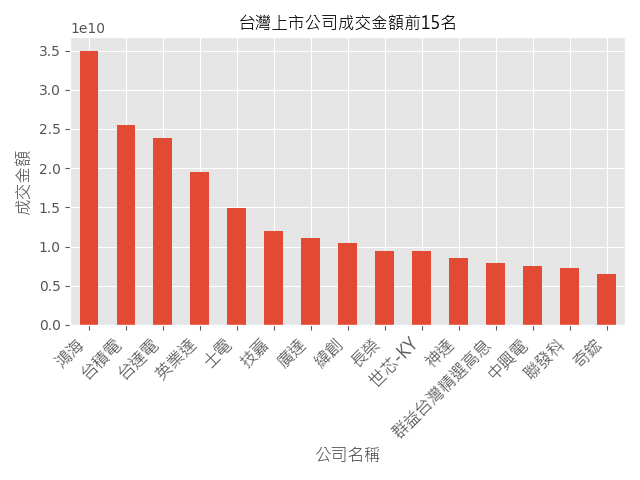 台灣上市公司成交金額前15名
1e10
3.5
3.0
2.5
2.0
1.5
1.0
0.5
0.0
成交金額
鴻海
台積電
台達電
英業達
士電
技嘉
廣達
緯創
長榮
世芯-KY
神達
群益台灣精選高息
中興電
聯發科
奇鋐
公司名稱